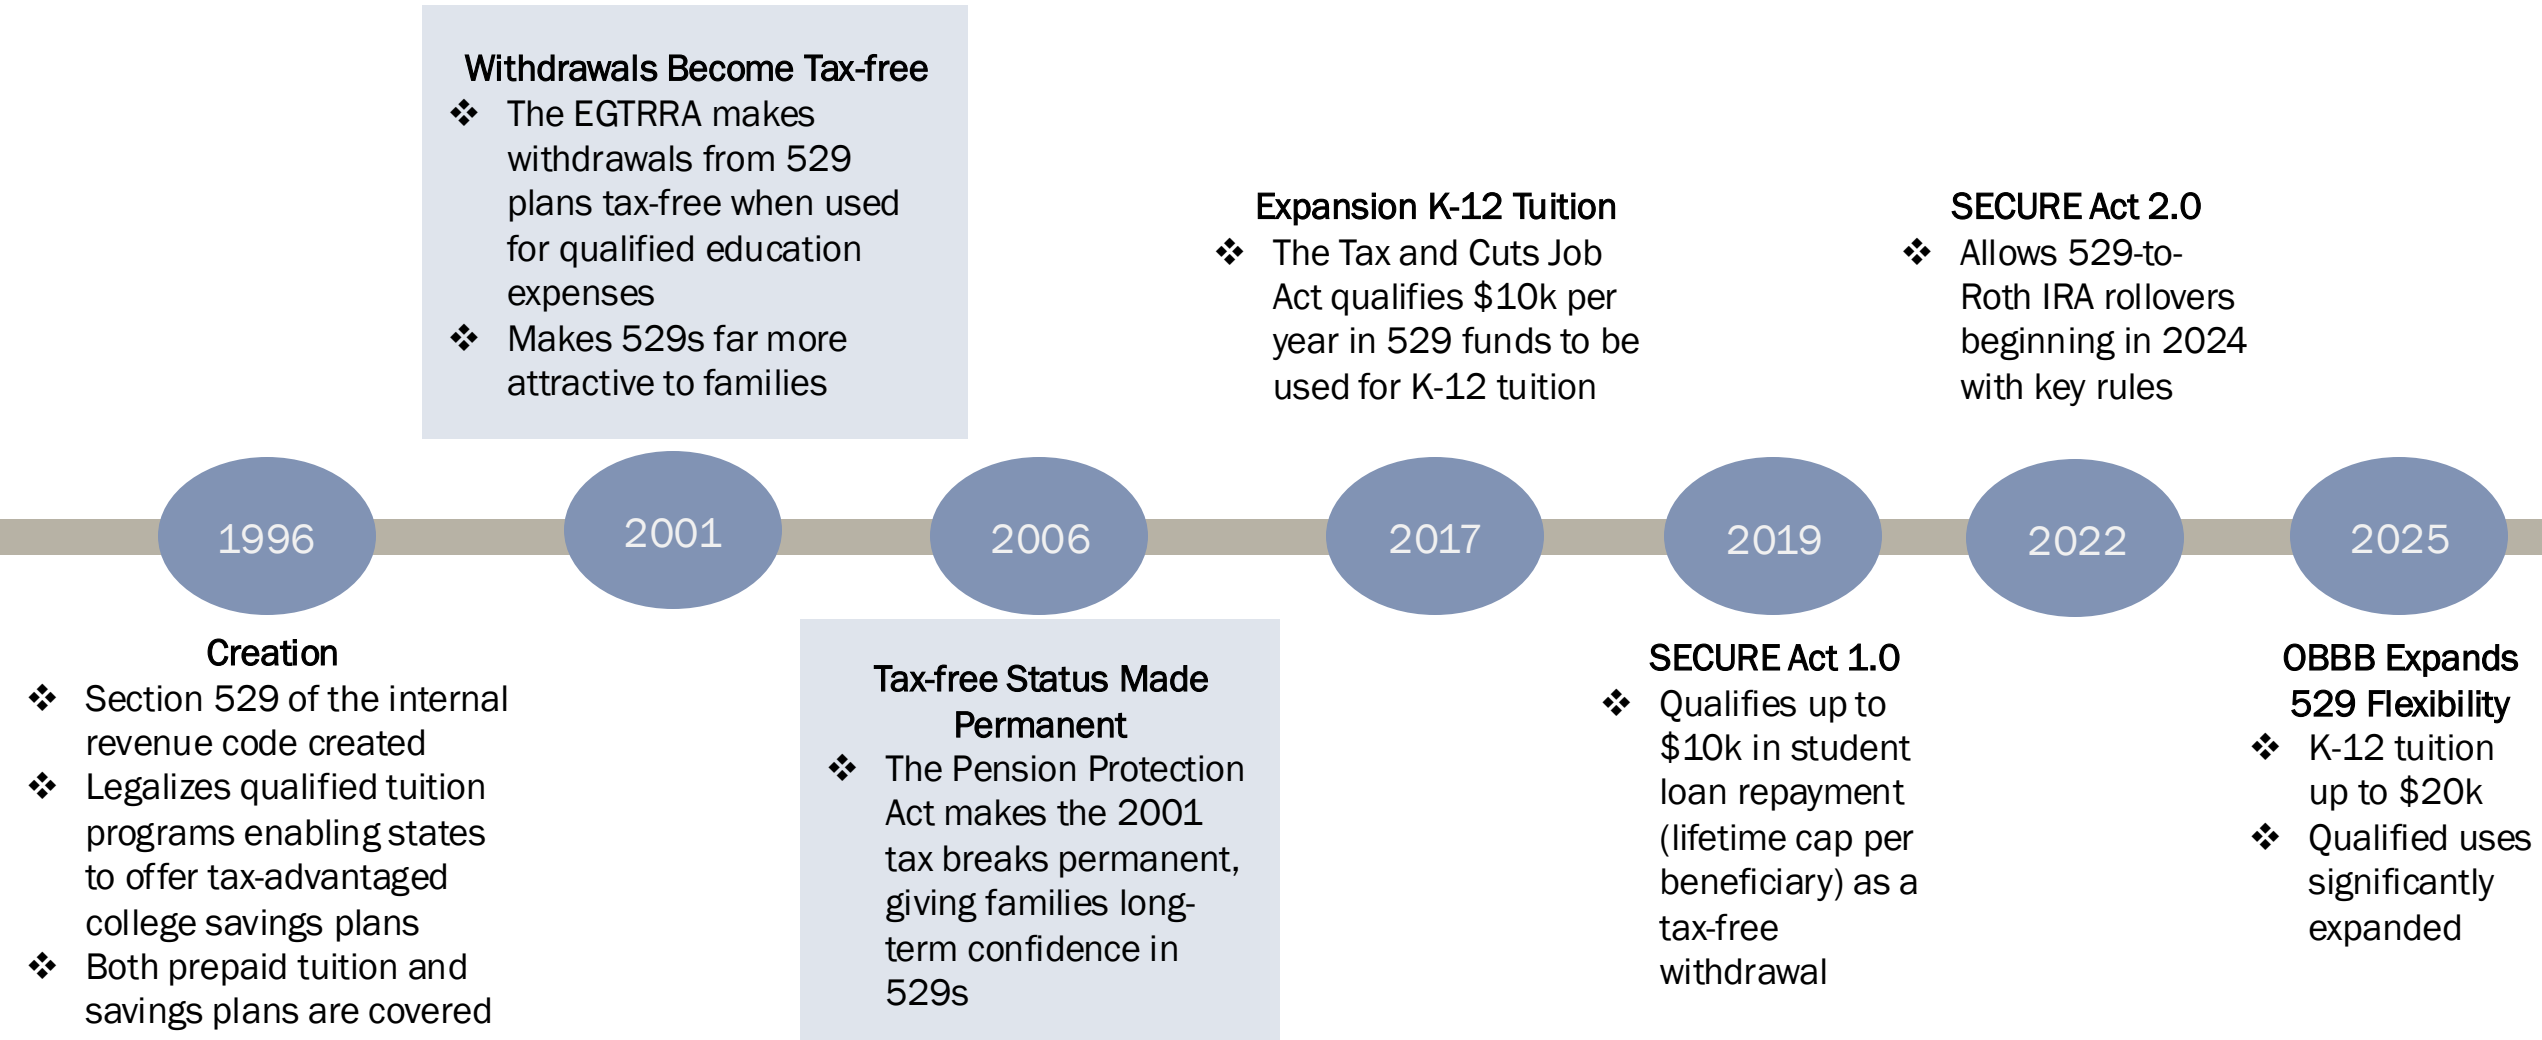 Withdrawals Become Tax-free
❖ The EGTRRA makes
withdrawals from 529
plans tax-free when used
for qualified education
expenses
❖ Makes 529s far more
attractive to families
Expansion K-12 Tuition
❖ The Tax and Cuts Job
Act qualifies $10k per
year in 529 funds to be
used for K-12 tuition
SECURE Act 2.0
❖ Allows 529-to-
Roth IRA rollovers
beginning in 2024
with key rules
1996
2001
2006
2017
2019
2022
2025
Creation
❖ Section 529 of the internal
revenue code created
❖ Legalizes qualified tuition
programs enabling states
to offer tax-advantaged
college savings plans
❖ Both prepaid tuition and
savings plans are covered
Tax-free Status Made
Permanent
❖ The Pension Protection
Act makes the 2001
tax breaks permanent,
giving families long-
term confidence in
529s
SECURE Act 1.0
❖ Qualifies up to
$10k in student
loan repayment
(lifetime cap per
beneficiary) as a
tax-free
withdrawal
OBBB Expands
529 Flexibility
❖ K-12 tuition
up to $20k
❖ Qualified uses
significantly
expanded